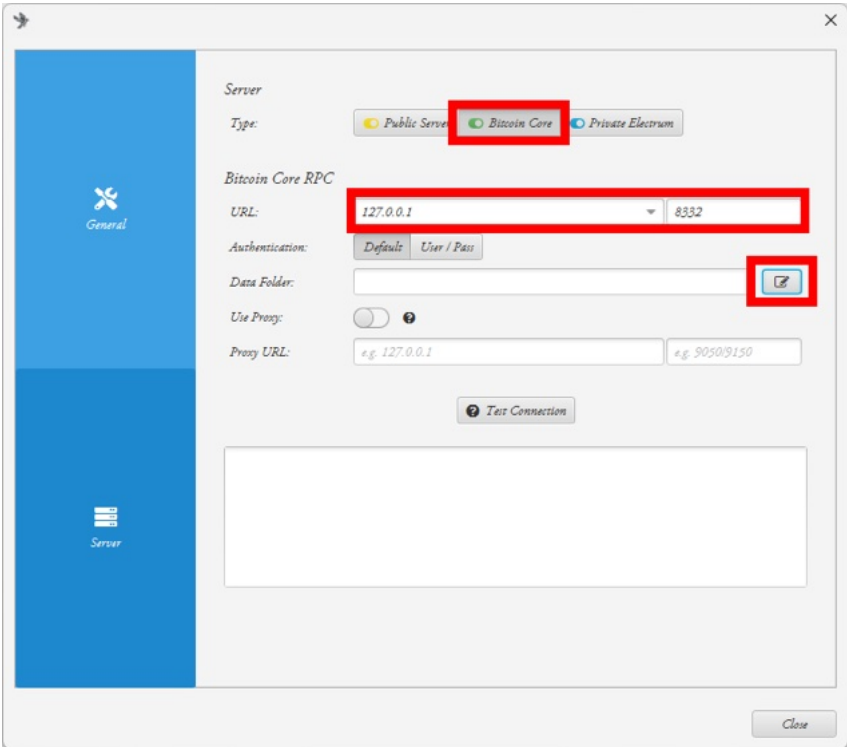 Server
Type: Public Server Bitcoin Core Private Electrum
Bitcoin Core RPC
General
URL: 127.0.0.1 8332
Authentication: Default User / Pass
Data Folder:
Use Proxy:
Proxy URL: e.g. 127.0.0.1 e.g. 9050/9150
Test Connection
Server
Close